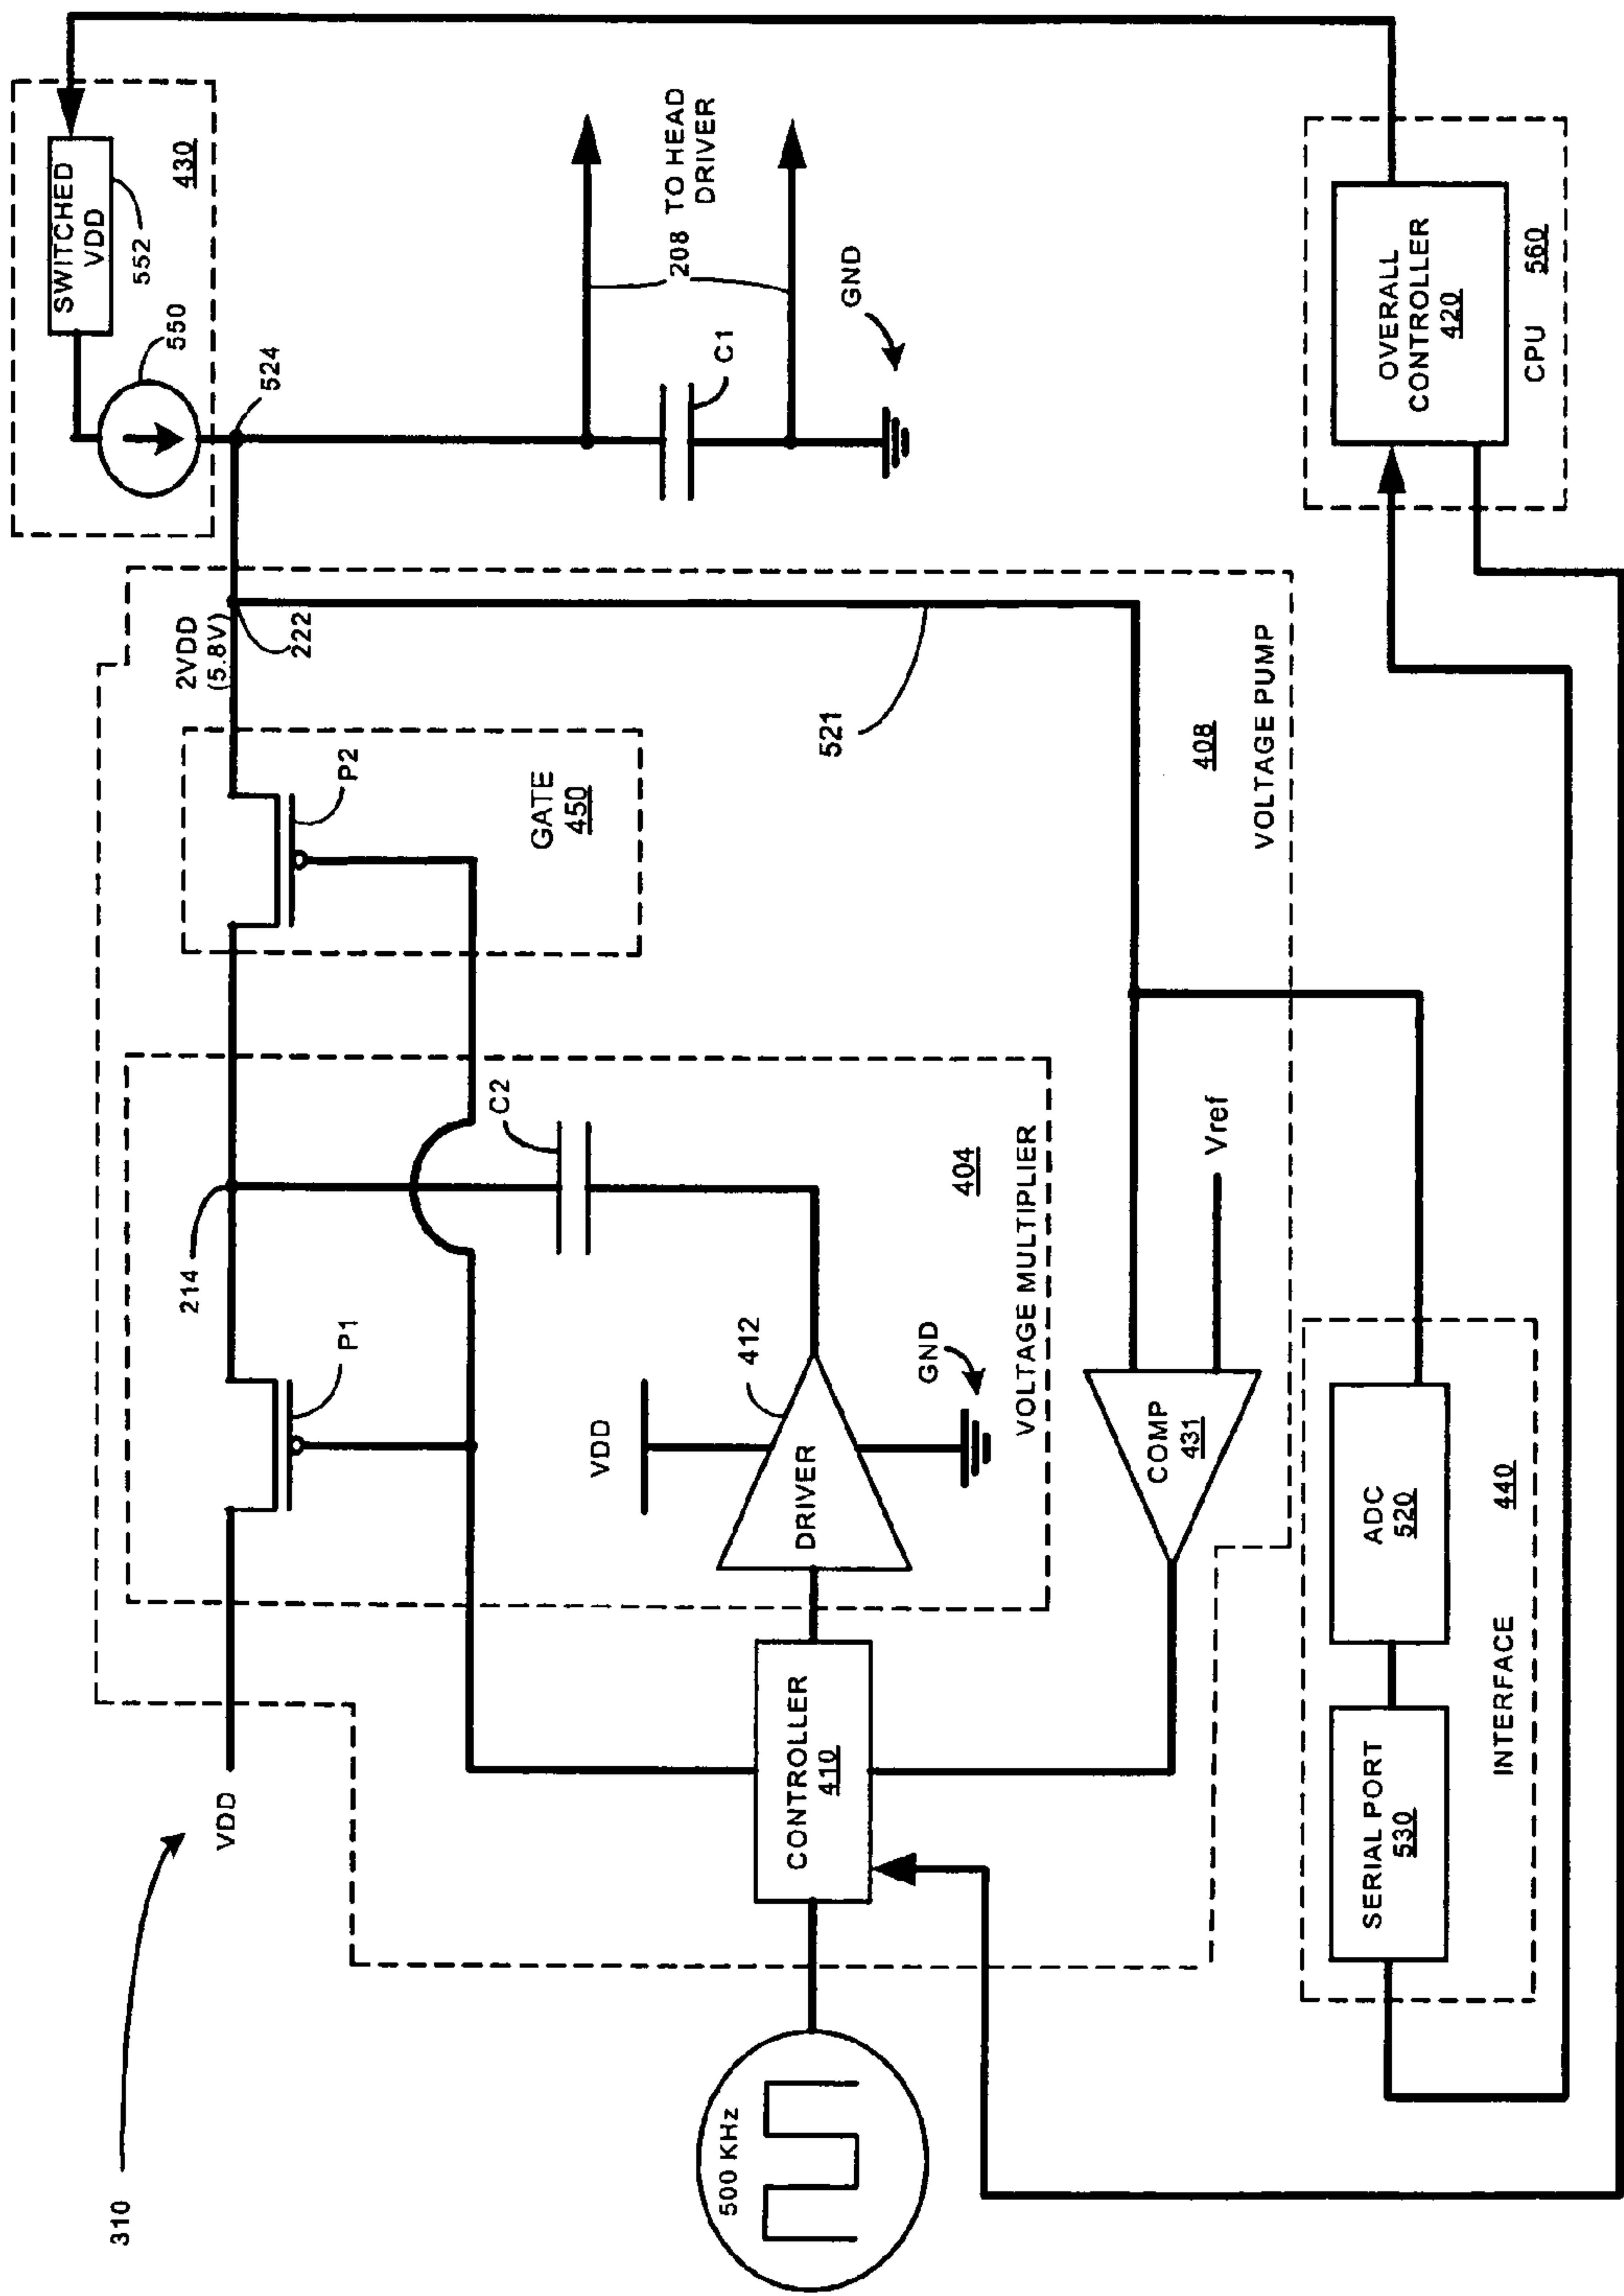 310
VDD
214
P1
C2
P2
GATE
450
2VDD
(5.8V)
222
524
550
552
SWITCHED
VDD
430
208 TO HEAD
DRIVER
C1
GND
VDD
412
DRIVER
GND
404
VOLTAGE MULTIPLIER
500 KHz
CONTROLLER
410
COMP
431
Vref
521
408
VOLTAGE PUMP
SERIAL PORT
530
ADC
520
440
INTERFACE
OVERALL
CONTROLLER
420
CPU 560